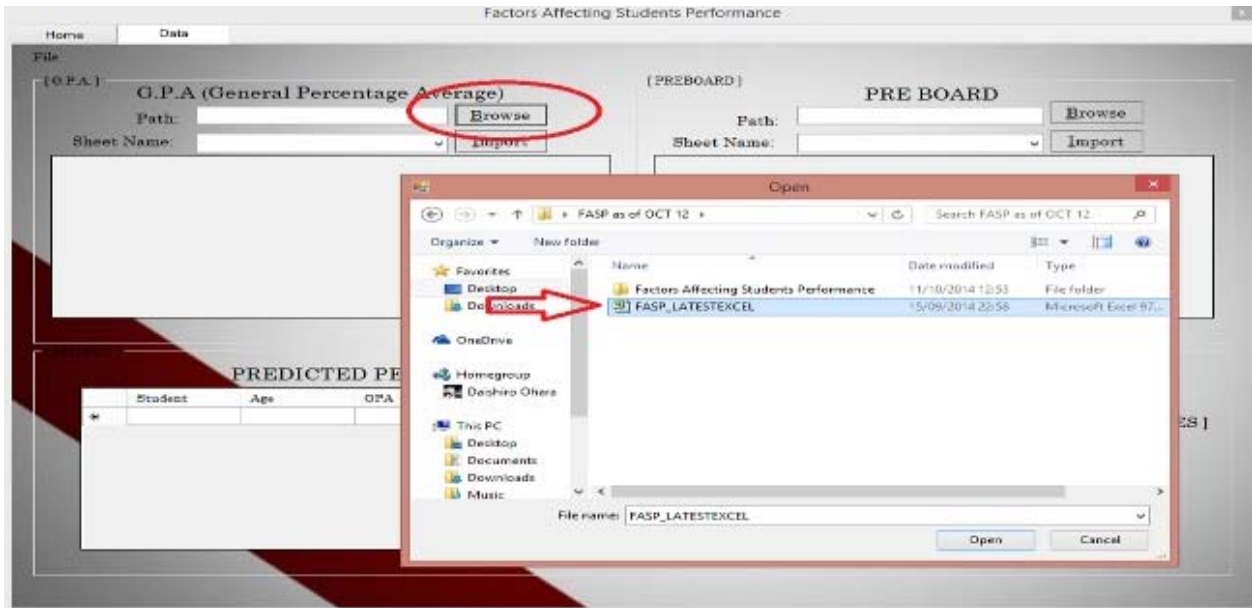 Factors Affecting Students Performance
Home Data
File
[G.P.A.]
G.P.A (General Percentage Average)
Path: Browse
Sheet Name: Import
[PREBOARD]
PRE BOARD
Path: Browse
Sheet Name: Import
PREDICTED PE
Student Age GPA
ES ]
Open
FASP as of OCT 12
Search FASP as of OCT 12
Organize New folder
Favorites
Desktop
Downloads
OneDrive
Homegroup
Daishiro Ohara
This PC
Desktop
Documents
Downloads
Music
Name Date modified Type
Factors Affecting Students Performance 11/10/2014 12:53 File folder
FASP_LATESTEXCEL 15/09/2014 22:58 Microsoft Excel 97...
File name: FASP_LATESTEXCEL
Open Cancel